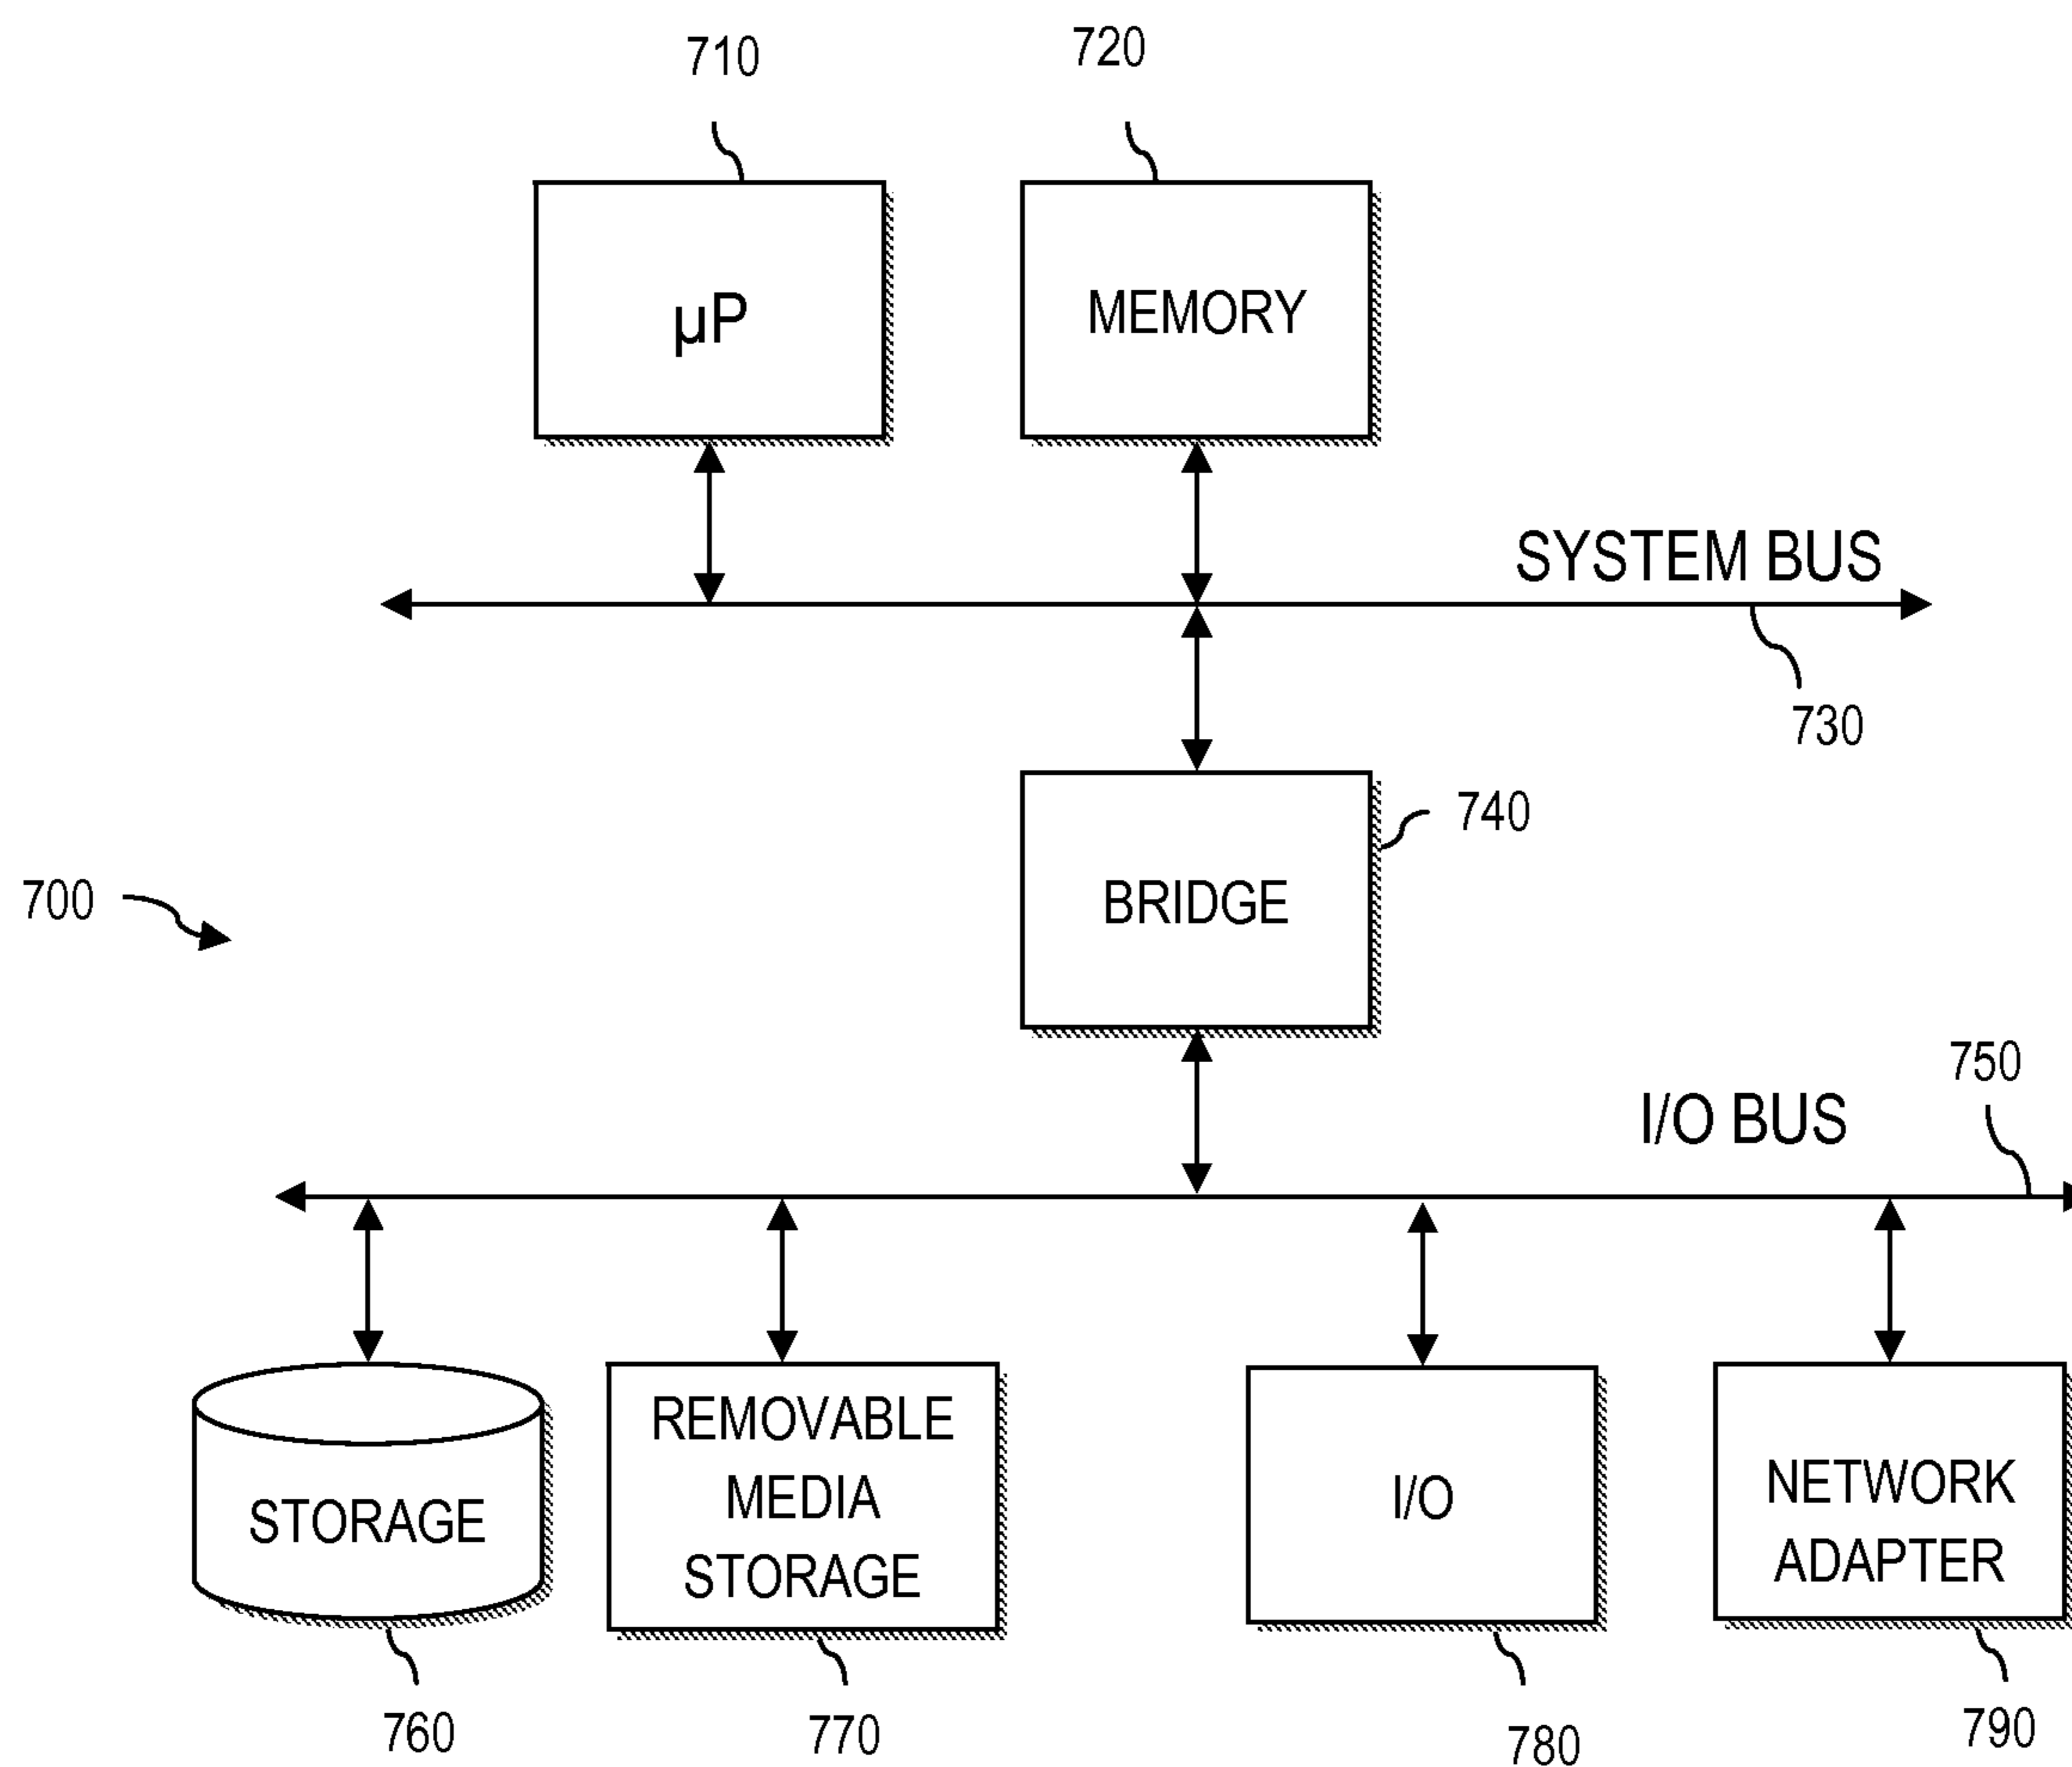 710
720
µP
MEMORY
SYSTEM BUS
730
740
BRIDGE
700
750
I/O BUS
STORAGE
REMOVABLE
MEDIA
STORAGE
I/O
NETWORK
ADAPTER
760
770
780
790